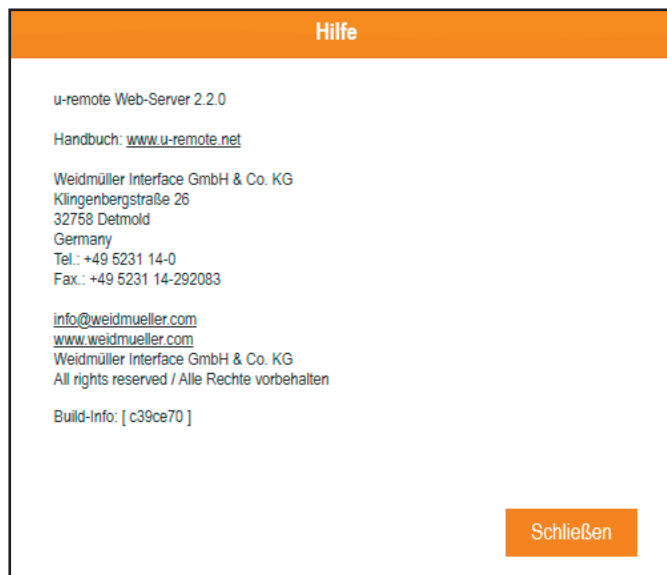 Hilfe
u-remote Web-Server 2.2.0
Handbuch: www.u-remote.net
Weidmüller Interface GmbH & Co. KG
Klingenbergstraße 26
32758 Detmold
Germany
Tel.: +49 5231 14-0
Fax.: +49 5231 14-292083
info@weidmueller.com
www.weidmueller.com
Weidmüller Interface GmbH & Co. KG
All rights reserved / Alle Rechte vorbehalten
Build-Info: [ c39ce70 ]
Schließen